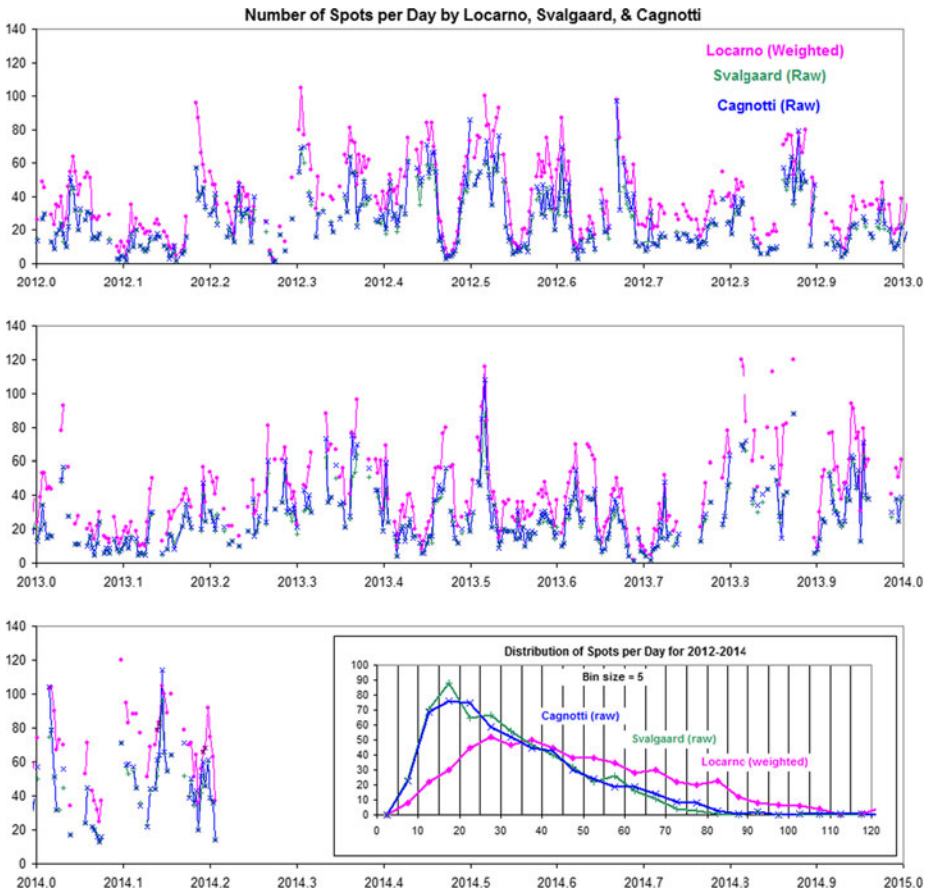 Number of Spots per Day by Locarno, Svalgaard, & Cagnotti
140
120
100
80
60
40
20
0
Locarno (Weighted)
Svalgaard (Raw)
Cagnotti (Raw)
2012.0 2012.1 2012.2 2012.3 2012.4 2012.5 2012.6 2012.7 2012.8 2012.9 2013.0
140
120
100
80
60
40
20
0
2013.0 2013.1 2013.2 2013.3 2013.4 2013.5 2013.6 2013.7 2013.8 2013.9 2014.0
140
120
100
80
60
40
20
0
Distribution of Spots per Day for 2012-2014
Bin size = 5
100
90
80
70
60
50
40
30
20
10
0
Cagnotti (raw)
Svalgaard (raw)
Locarnc (weighted)
0 10 20 30 40 50 60 70 80 90 100 110 120
2014.0 2014.1 2014.2 2014.3 2014.4 2014.5 2014.6 2014.7 2014.8 2014.9 2015.0